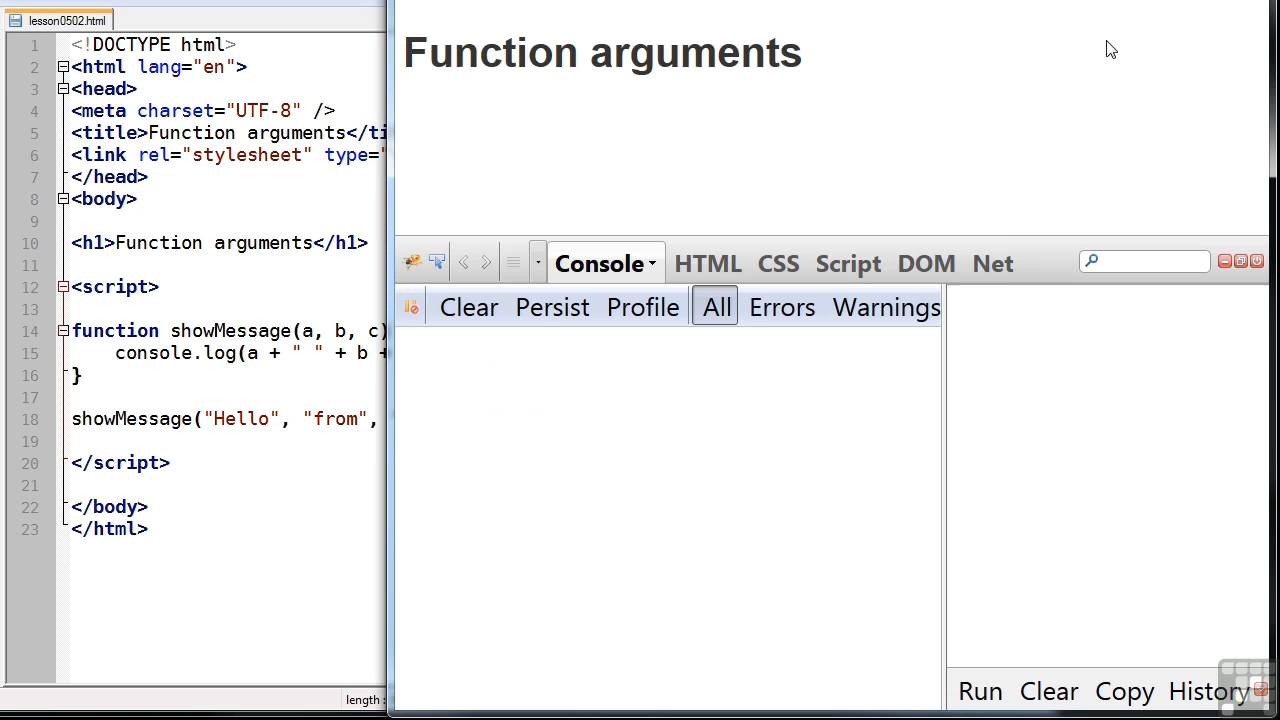 lesson0502.html
1 <!DOCTYPE html>
2 <html lang="en">
3 <head>
4 <meta charset="UTF-8" />
5 <title>Function arguments</ti
6 <link rel="stylesheet" type="
7 </head>
8 <body>
9
10 <h1>Function arguments</h1>
11
12 <script>
13
14 function showMessage(a, b, c)
15 console.log(a + " " + b +
16 }
17
18 showMessage("Hello", "from",
19
20 </script>
21
22 </body>
23 </html>
length :
Function arguments
Console HTML CSS Script DOM Net
Clear Persist Profile All Errors Warnings
Run Clear Copy History